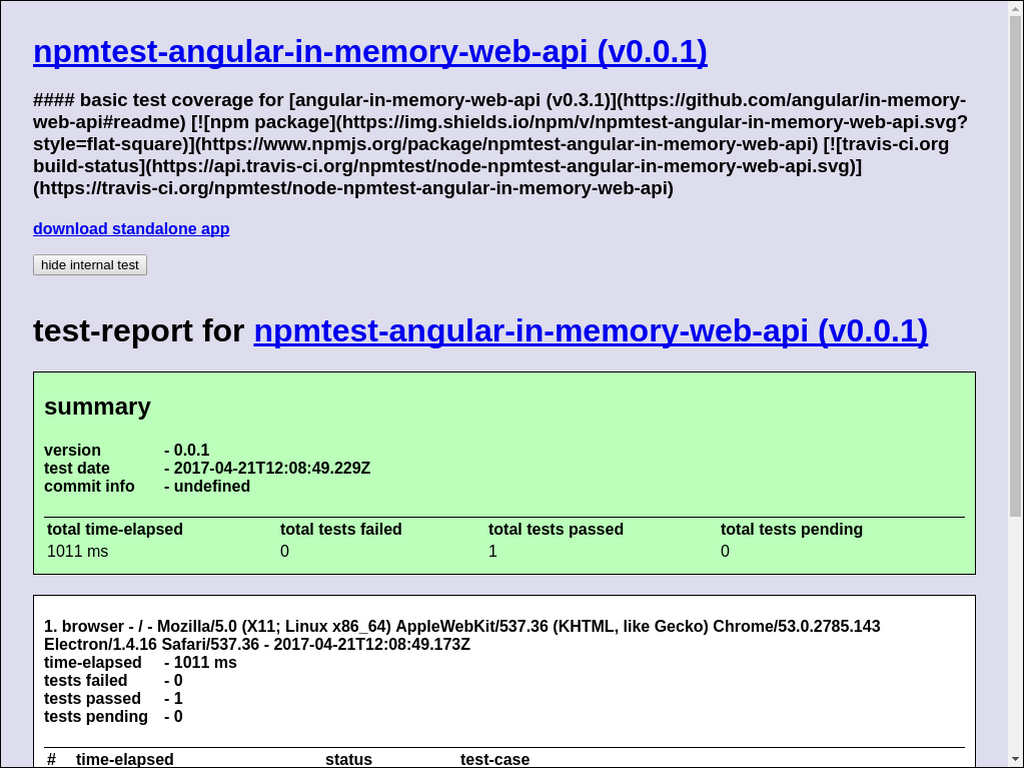 npmtest-angular-in-memory-web-api (v0.0.1)
#### basic test coverage for [angular-in-memory-web-api (v0.3.1)](https://github.com/angular/in-memory-
web-api#readme) [![npm package](https://img.shields.io/npm/v/npmtest-angular-in-memory-web-api.svg?
style=flat-square)](https://www.npmjs.org/package/npmtest-angular-in-memory-web-api) [![travis-ci.org
build-status](https://api.travis-ci.org/npmtest/node-npmtest-angular-in-memory-web-api.svg)]
(https://travis-ci.org/npmtest/node-npmtest-angular-in-memory-web-api)
download standalone app
hide internal test
test-report for npmtest-angular-in-memory-web-api (v0.0.1)
summary
version - 0.0.1
test date - 2017-04-21T12:08:49.229Z
commit info - undefined
total time-elapsed total tests failed total tests passed total tests pending
1011 ms 0 1 0
1. browser - / - Mozilla/5.0 (X11; Linux x86_64) AppleWebKit/537.36 (KHTML, like Gecko) Chrome/53.0.2785.143
Electron/1.4.16 Safari/537.36 - 2017-04-21T12:08:49.173Z
time-elapsed - 1011 ms
tests failed - 0
tests passed - 1
tests pending - 0
# time-elapsed status test-case